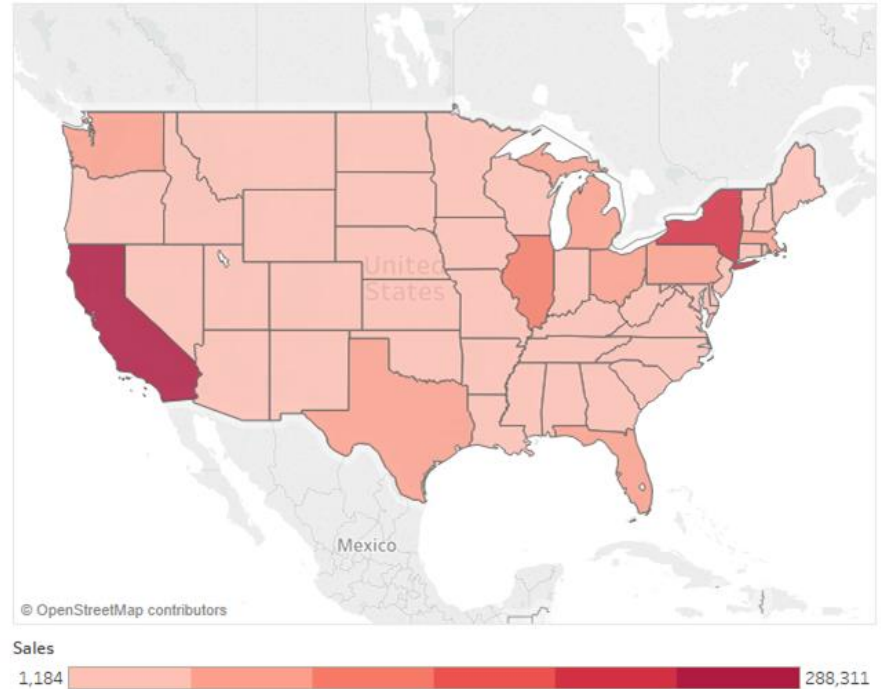 United
States
Mexico
© OpenStreetMap contributors
Sales
1,184 288,311